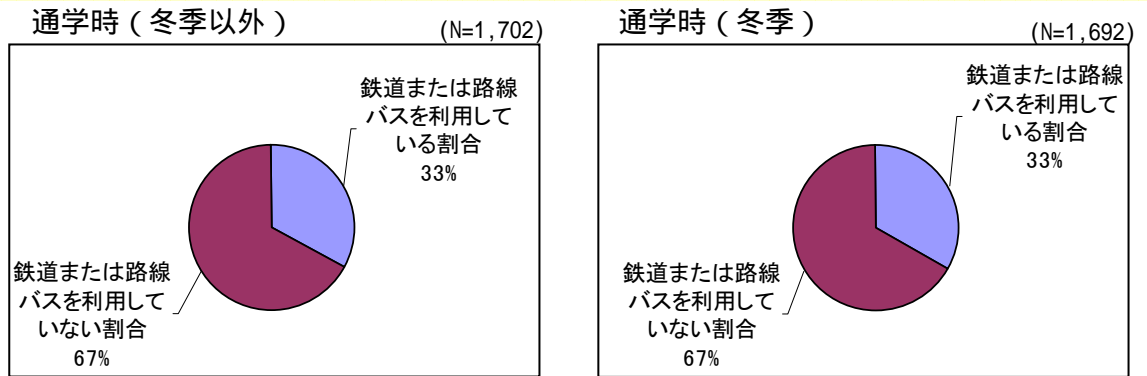 通学時（冬季以外）
(N=1,702)
鉄道または路線
バスを利用して
いる割合
33%
鉄道または路線
バスを利用して
いない割合
67%
通学時（冬季）
(N=1,692)
鉄道または路線
バスを利用して
いる割合
33%
鉄道または路線
バスを利用して
いない割合
67%